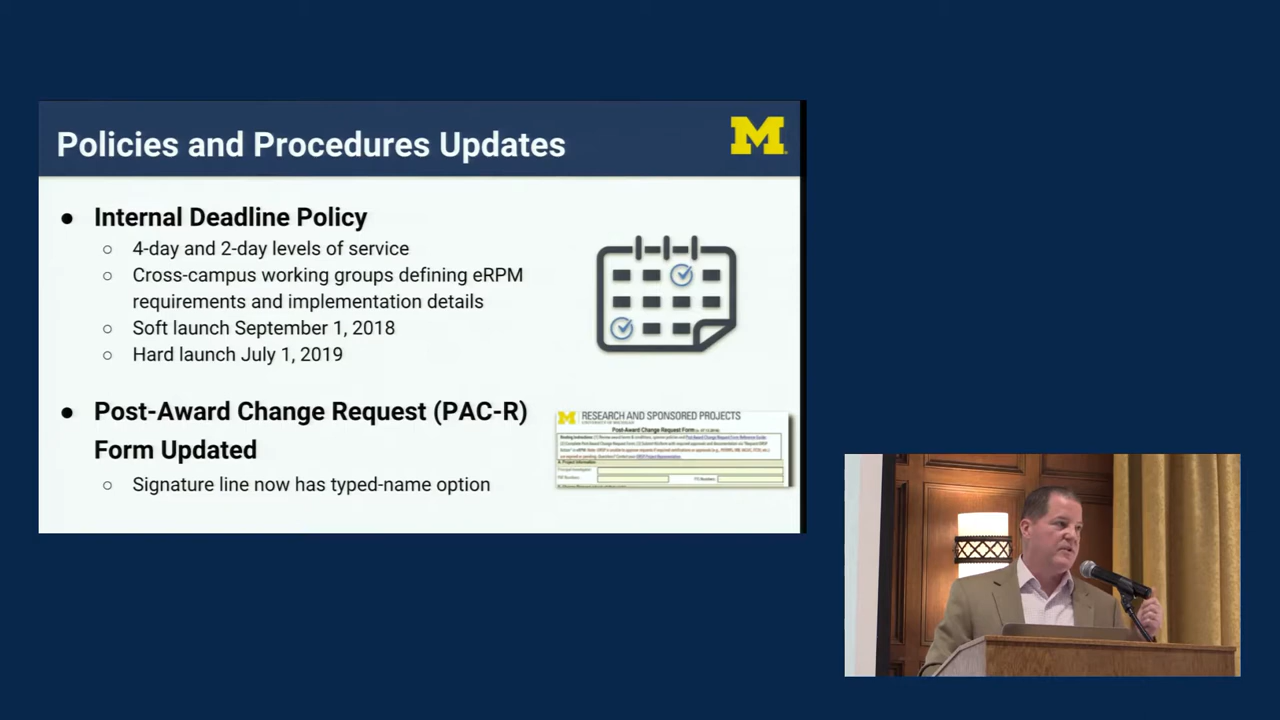 Policies and Procedures Updates
M
● Internal Deadline Policy
○ 4-day and 2-day levels of service
○ Cross-campus working groups defining eRPM
requirements and implementation details
○ Soft launch September 1, 2018
○ Hard launch July 1, 2019
● Post-Award Change Request (PAC-R)
Form Updated
○ Signature line now has typed-name option
M RESEARCH AND SPONSORED PROJECTS
UNIVERSITY OF MICHIGAN
Post-Award Change Request Form